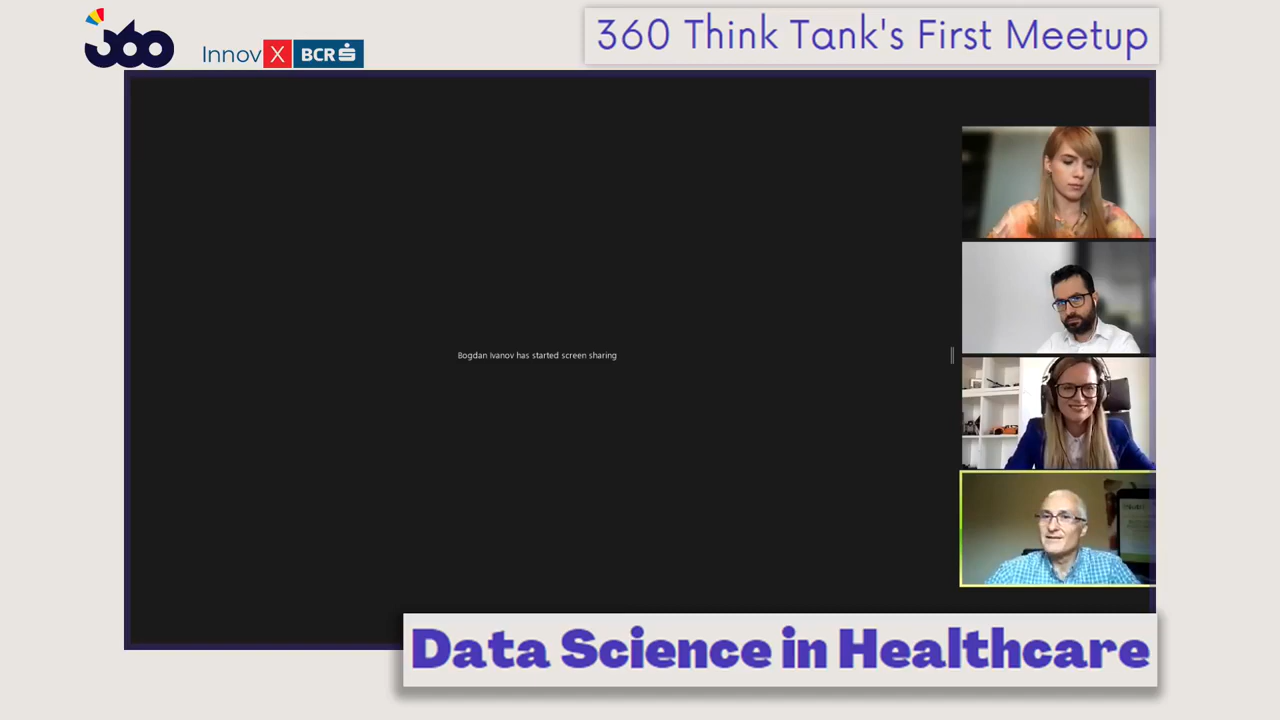 360
Innov X BCR
360 Think Tank's First Meetup
Bogdan Ivanov has started screen sharing
Data Science in Healthcare